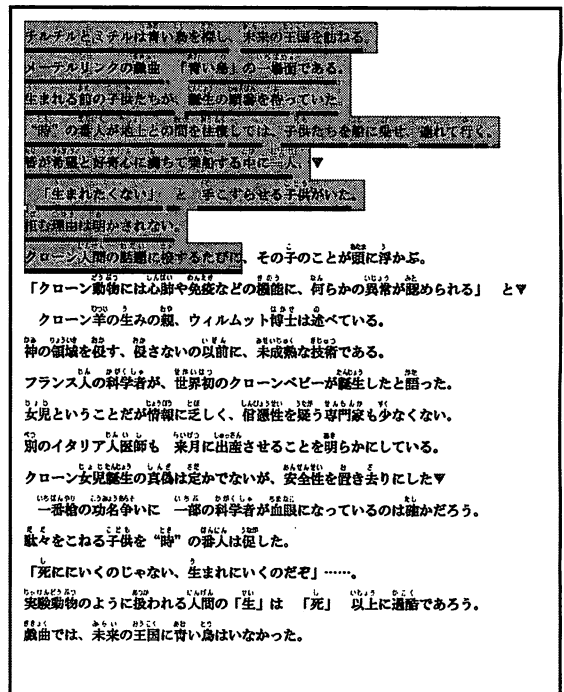 チルチルとミチルは青い鳥を探し、未来の王国を訪ねる。
メーテルリンクの戯曲 「青い鳥」の一場面である。
生まれる前の子供たちが、誕生の順番を待っていた。
“時”の番人が地上との間を往復しては、子供たちを船に乗せ、連れて行く。
皆が希望と好奇心に満ちて乗船する中に一人、▼
「生まれたくない」 と 手こずらせる子供がいた。
拒む理由は明かされない。
クローン人間の話題に接するたびに、その子のことが頭に浮かぶ。
「クローン動物には心肺や免疫などの機能に、何らかの異常が認められる」 と▼
クローン羊の生みの親、ウィルムット博士は述べている。
神の領域を侵す、侵さないの以前に、未成熟な技術である。
フランス人の科学者が、世界初のクローンベビーが誕生したと語った。
女児ということだが情報に乏しく、信憑性を疑う専門家も少なくない。
別のイタリア人医師も 来月に出産させることを明らかにしている。
クローン女児誕生の真偽は定かでないが、安全性を置き去りにした▼
一番槍の功名争いに 一部の科学者が血眼になっているのは確かだろう。
駄々をこねる子供を“時”の番人は促した。
「死ににいくのじゃない、生まれにいくのだぞ」……。
実験動物のように扱われる人間の「生」は 「死」 以上に過酷であろう。
戯曲では、未来の王国に青い鳥はいなかった。